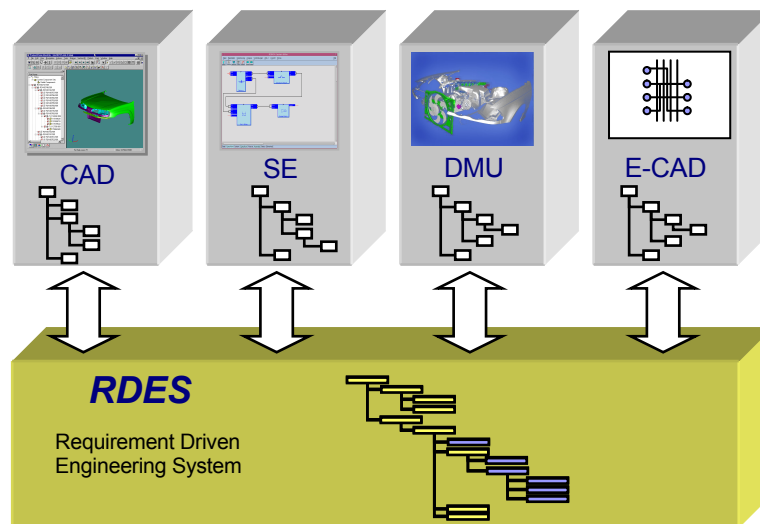 CAD
SE
DMU
E-CAD
RDES
Requirement Driven
Engineering System